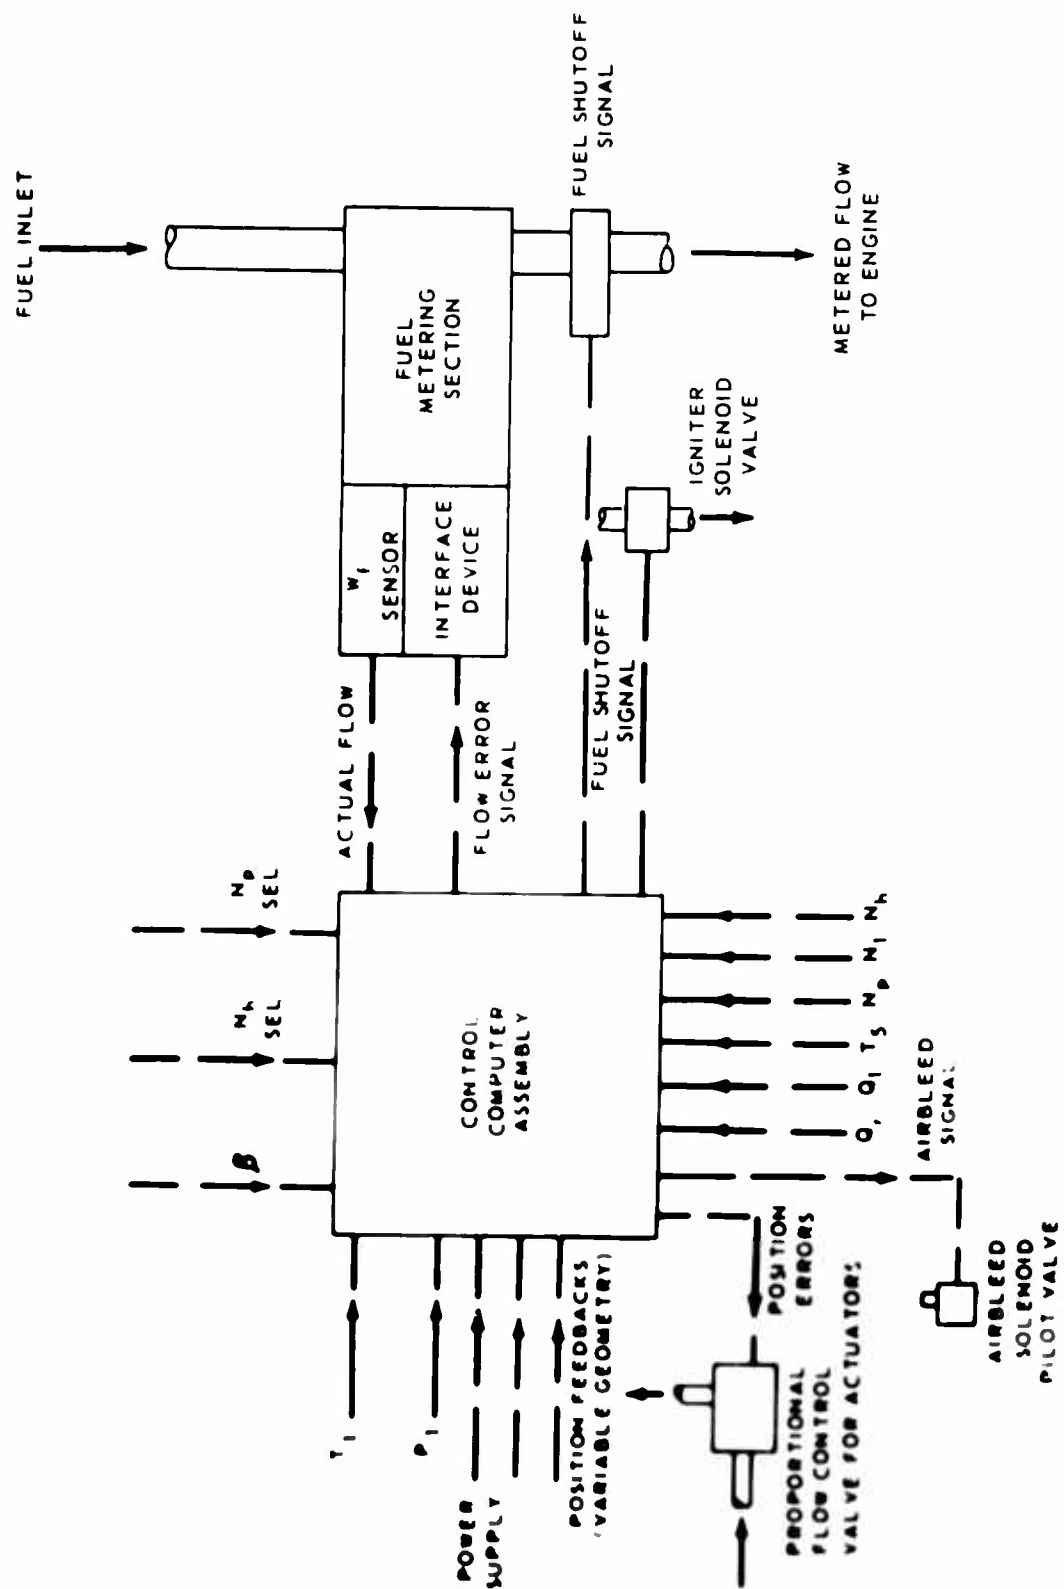 FUEL INLET
FUEL
METERING
SECTION
FUEL SHUTOFF
SIGNAL
METERED FLOW
TO ENGINE
Wf
SENSOR
INTERFACE
DEVICE
IGNITER
SOLENOID
VALVE
ACTUAL FLOW
FLOW ERROR
SIGNAL
FUEL SHUTOFF
SIGNAL
Np
SEL
Nh
SEL
β
CONTROL
COMPUTER
ASSEMBLY
T1
P1
POWER
SUPPLY
POSITION FEEDBACKS
(VARIABLE GEOMETRY)
Q1
T5
Np
N1
Nh
AIRBLEED
SIGNAL
POSITION
ERRORS
PROPORTIONAL
FLOW CONTROL
VALVE FOR ACTUATORS
AIRBLEED
SOLENOID
PILOT VALVE